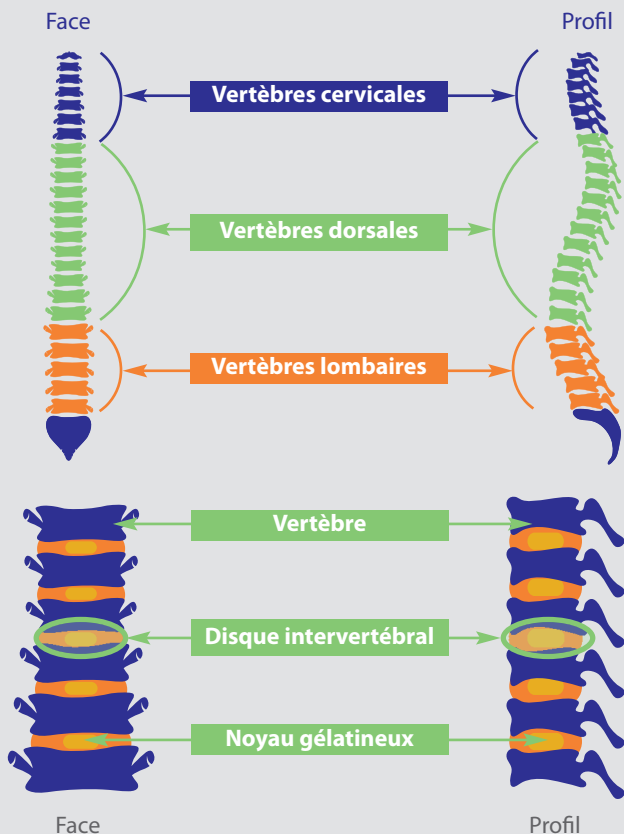 Face Profil
Vertèbres cervicales
Vertèbres dorsales
Vertèbres lombaires
Vertèbre
Disque intervertébral
Noyau gélatineux
Face Profil